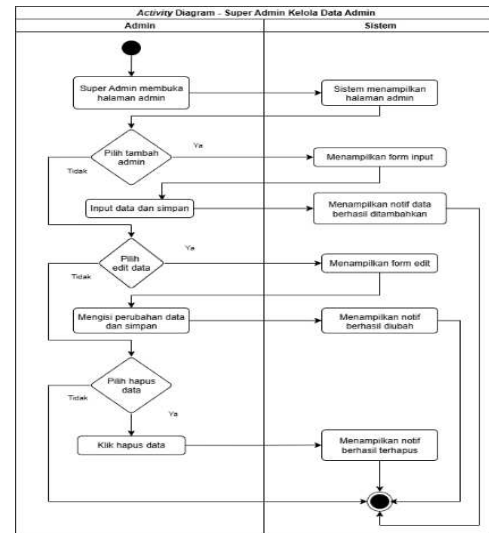 Activity Diagram - Super Admin Kelola Data Admin
Admin
Sistem
Super Admin membuka
halaman admin
Sistem menampilkan
halaman admin
Pilih tambah
admin
Ya
Tidak
Menampilkan form input
Input data dan simpan
Menampilkan notif data
berhasil ditambahkan
Pilih
edit data
Ya
Tidak
Menampilkan form edit
Mengisi perubahan data
dan simpan
Menampilkan notif
berhasil diubah
Pilih hapus
data
Tidak
Ya
Klik hapus data
Menampilkan notif
berhasil terhapus